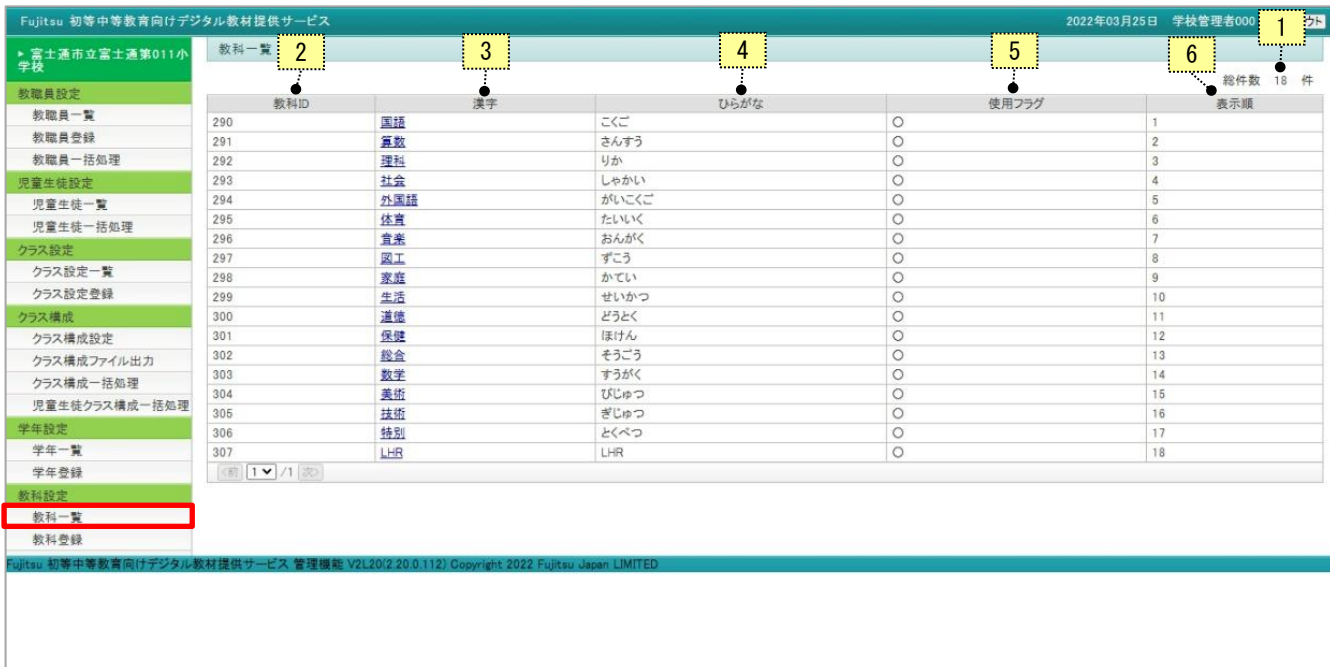 Fujitsu 初等中等教育向けデジタル教材提供サービス
2022年03月25日 学校管理者000 ウト
1
▶ 富士通市立富士通第011小
学校
教科一覧
2
3
4
5
6
総件数 18 件
教職員設定
教職員一覧
教職員登録
教職員一括処理
児童生徒設定
児童生徒一覧
児童生徒一括処理
クラス設定
クラス設定一覧
クラス設定登録
クラス構成
クラス構成設定
クラス構成ファイル出力
クラス構成一括処理
児童生徒クラス構成一括処理
学年設定
学年一覧
学年登録
教科設定
教科一覧
教科登録
教科ID 漢字 ひらがな 使用フラグ 表示順
290 国語 こくご ○ 1
291 算数 さんすう ○ 2
292 理科 りか ○ 3
293 社会 しゃかい ○ 4
294 外国語 がいこくご ○ 5
295 体育 たいいく ○ 6
296 音楽 おんがく ○ 7
297 図工 ずこう ○ 8
298 家庭 かてい ○ 9
299 生活 せいかつ ○ 10
300 道徳 どうとく ○ 11
301 保健 ほけん ○ 12
302 総合 そうごう ○ 13
303 数学 すうがく ○ 14
304 美術 びじゅつ ○ 15
305 技術 ぎじゅつ ○ 16
306 特別 とくべつ ○ 17
307 LHR LHR ○ 18
<前 1 /1 次>
Fujitsu 初等中等教育向けデジタル教材提供サービス 管理機能 V2L20(2.20.0.112) Copyright 2022 Fujitsu Japan LIMITED